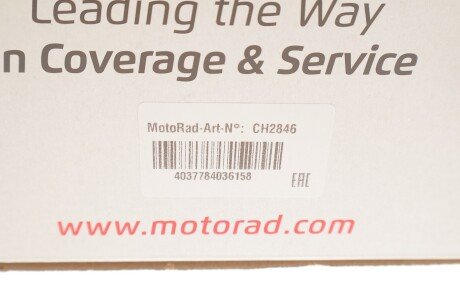 Leading the Way
n Coverage & Service
MotoRad-Art-N°: CH2846
4037784036158
EAC
www.motorad.com